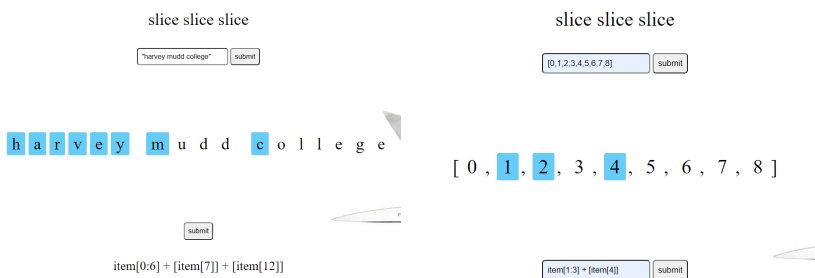 slice slice slice
"harvey mudd college" submit
h a r v e y m u d d c o l l e g e
submit
item[0:6] + [item[7]] + [item[12]]
slice slice slice
[0,1,2,3,4,5,6,7,8] submit
[ 0 , 1 , 2 , 3 , 4 , 5 , 6 , 7 , 8 ]
item[1:3] + [item[4]] submit